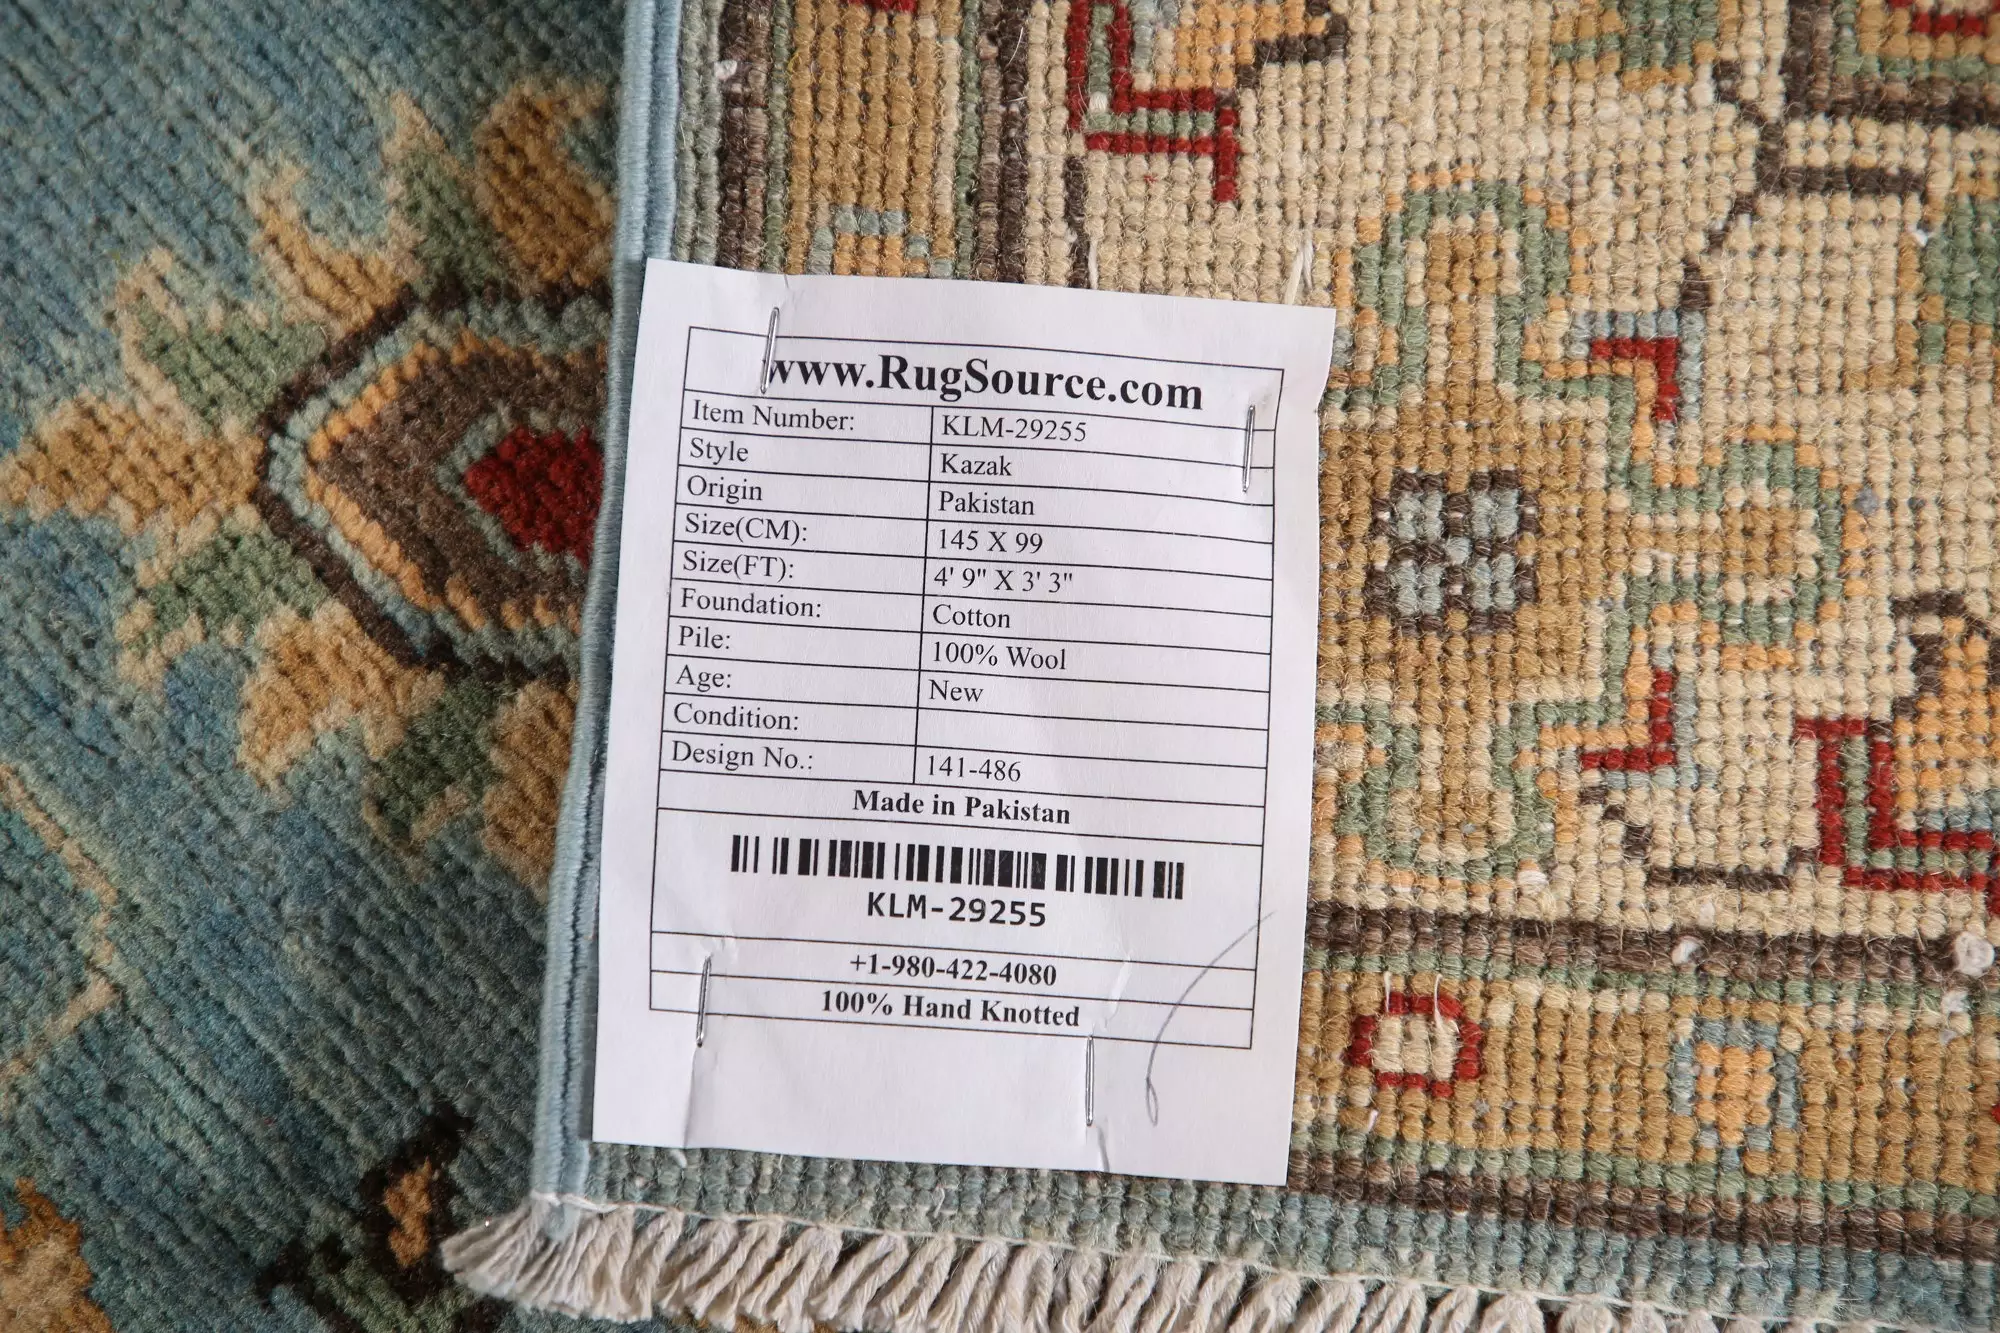 www.RugSource.com
Item Number: KLM-29255
Style Kazak
Origin Pakistan
Size(CM): 145 X 99
Size(FT): 4' 9" X 3' 3"
Foundation: Cotton
Pile: 100% Wool
Age: New
Condition:
Design No.: 141-486
Made in Pakistan
KLM-29255
+1-980-422-4080
100% Hand Knotted